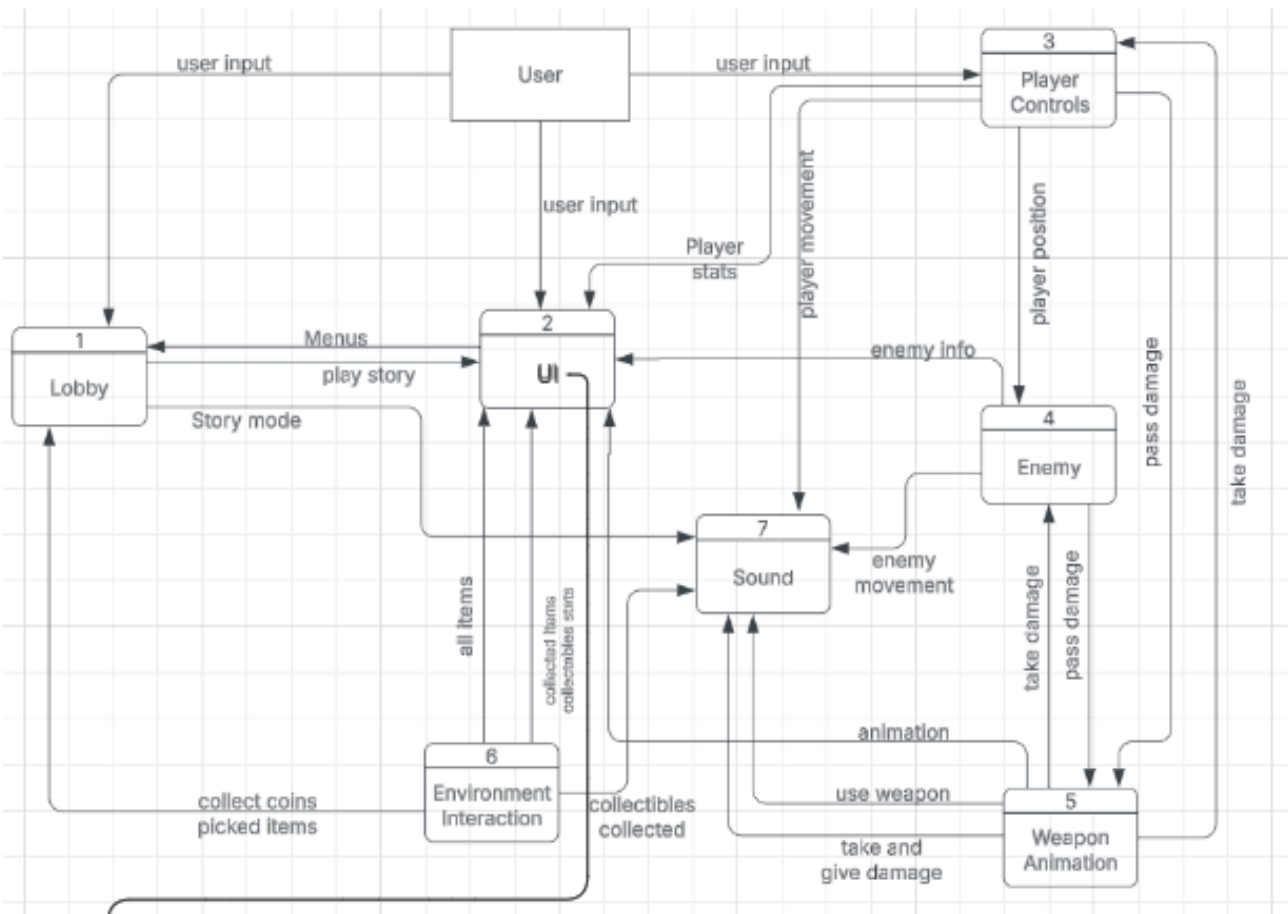 3
user input
User
user input
Player
Controls
user input
Player
stats
player movement
player position
1
Lobby
Menus
play story
Story mode
2
UI
enemy info
4
Enemy
pass damage
take damage
7
Sound
enemy
movement
all items
collected items
take damage
pass damage
animation
6
Environment
Interaction
collect coins
picked items
collectibles
collected
use weapon
take and
give damage
5
Weapon
Animation